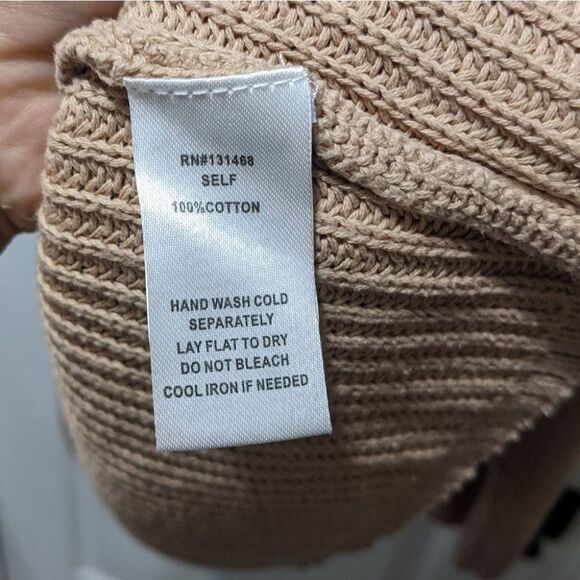 RN#131468
SELF
100%COTTON
HAND WASH COLD
SEPARATELY
LAY FLAT TO DRY
DO NOT BLEACH
COOL IRON IF NEEDED